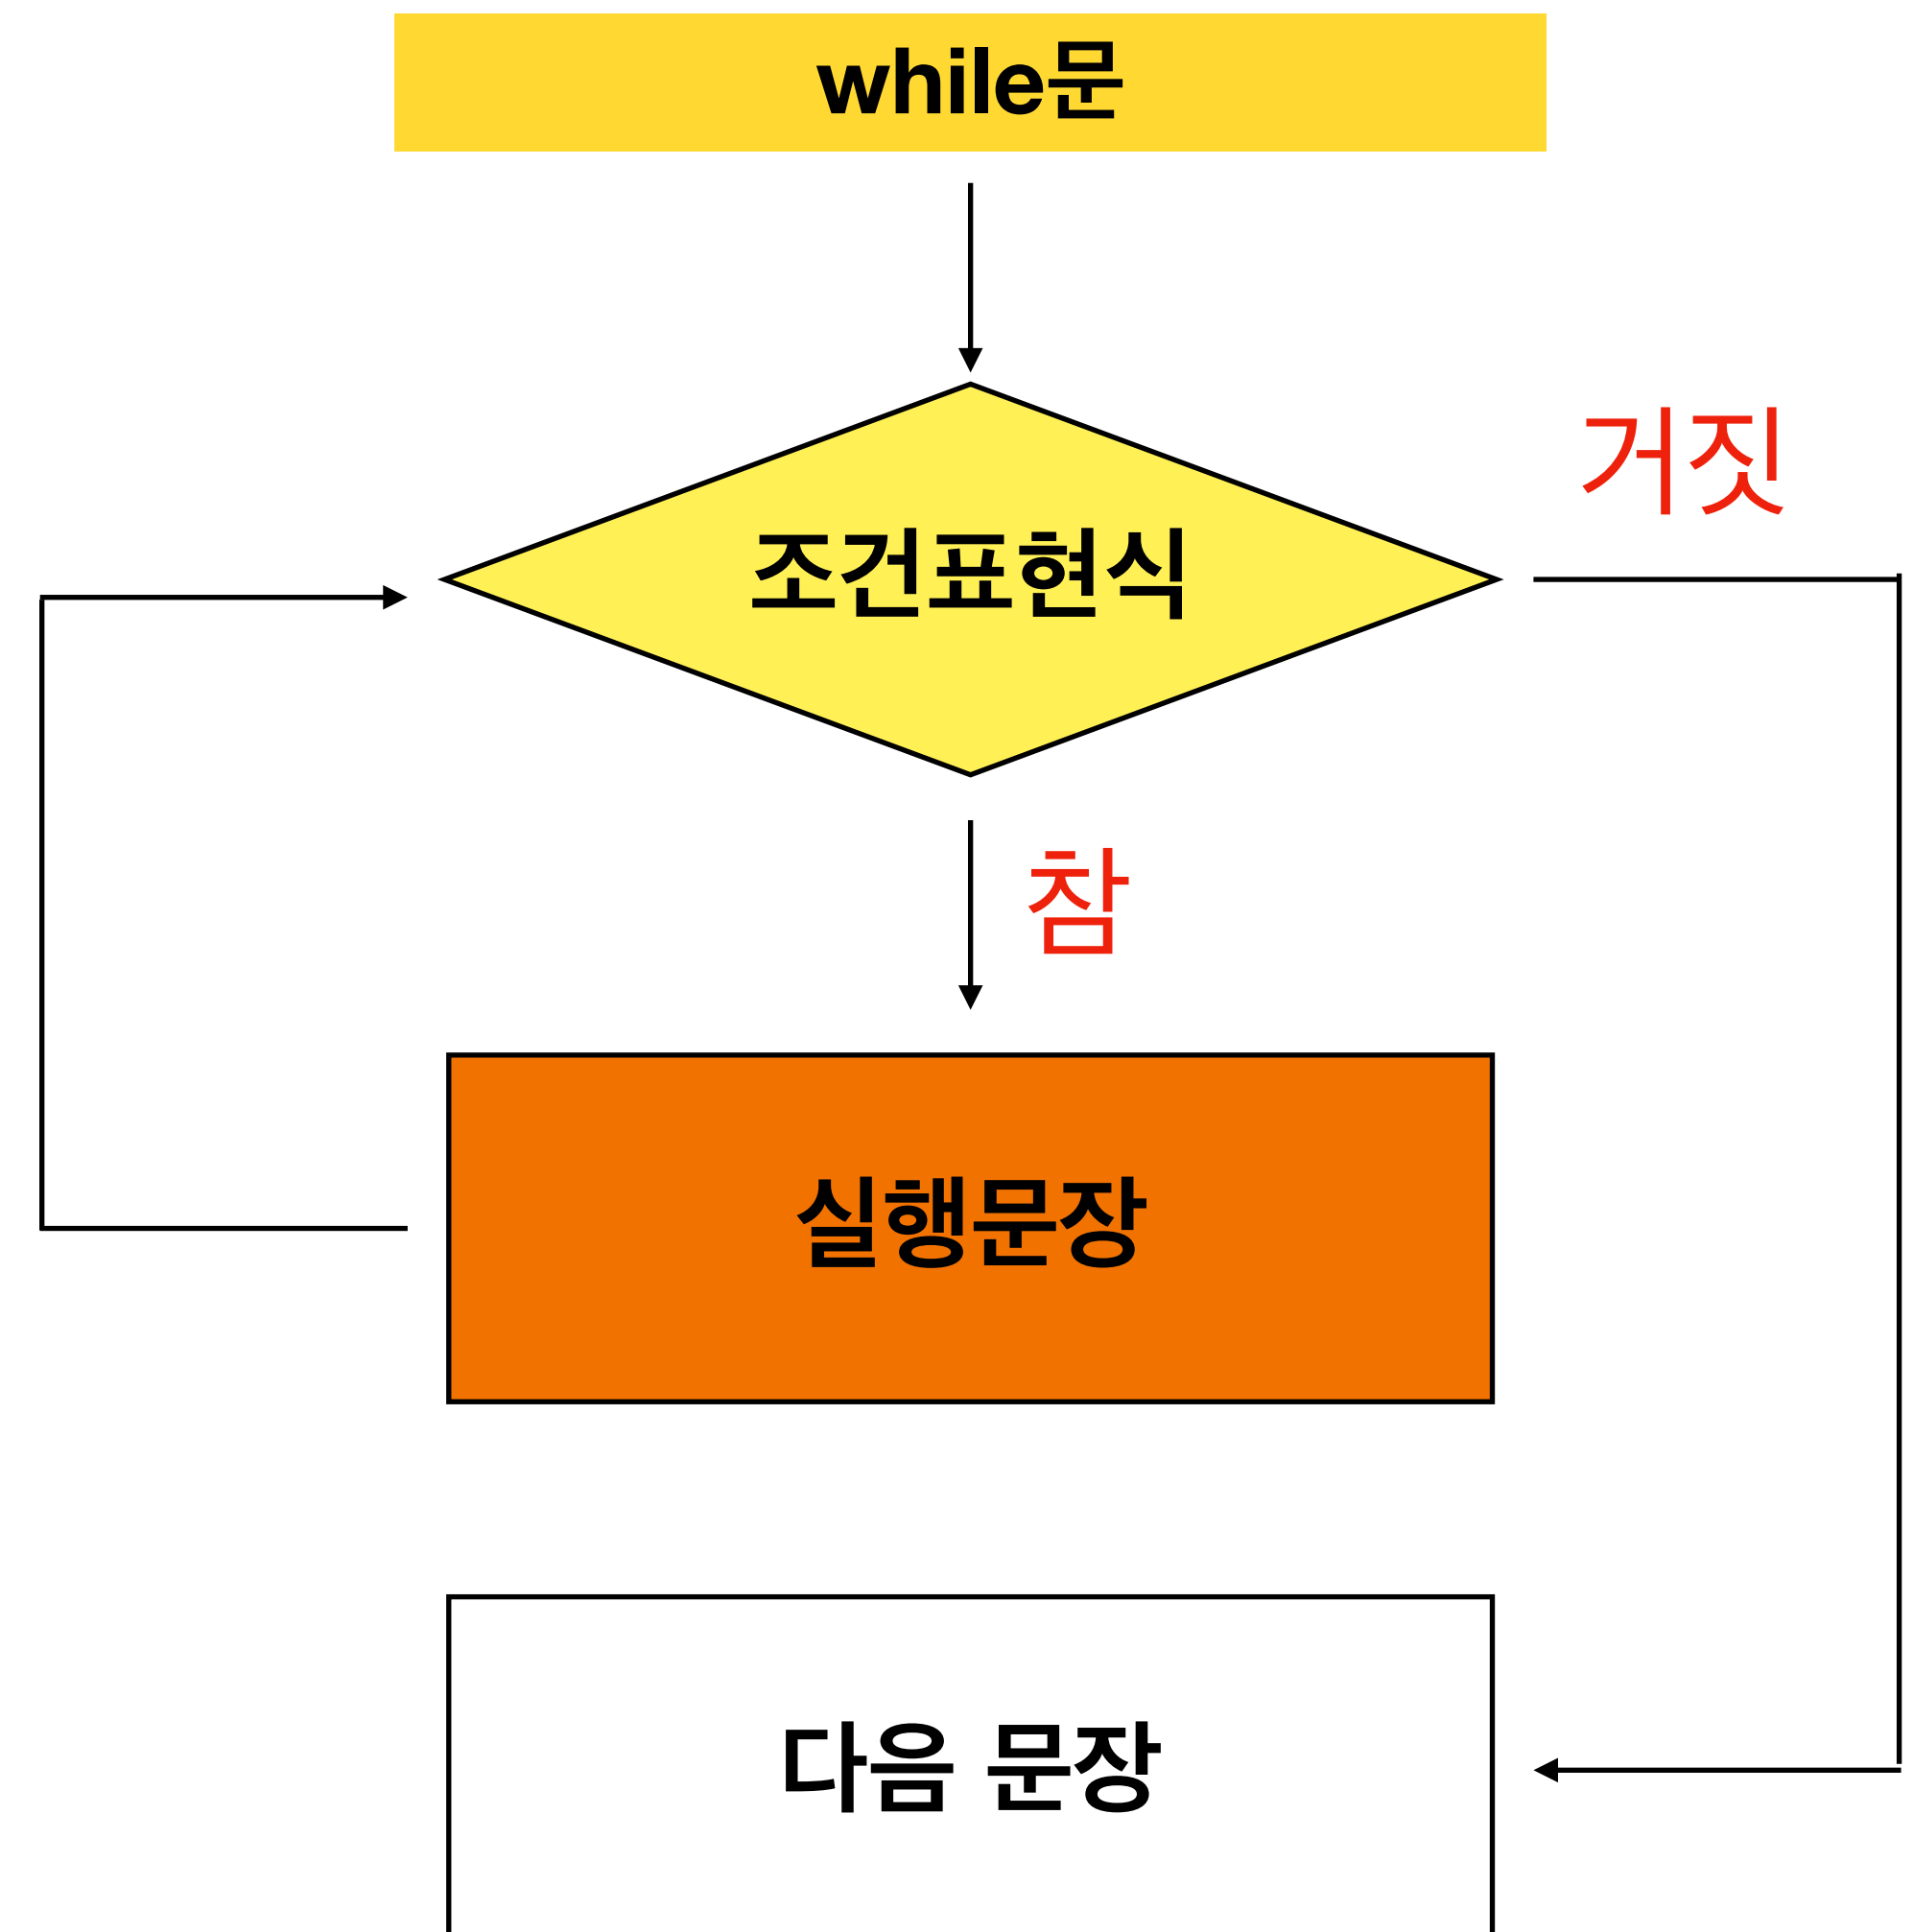 while문
거짓
조건표현식
참
실행문장
다음 문장